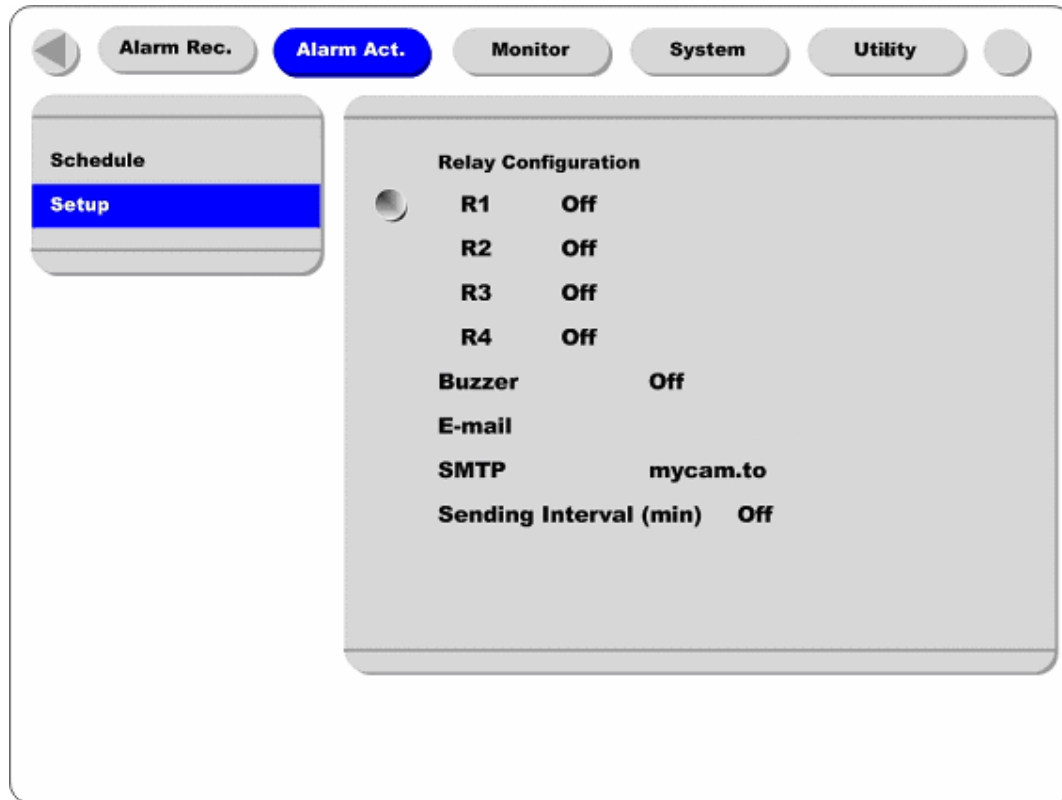 Alarm Rec. Alarm Act. Monitor System Utility
Schedule
Setup
Relay Configuration
R1 Off
R2 Off
R3 Off
R4 Off
Buzzer Off
E-mail
SMTP mycam.to
Sending Interval (min) Off